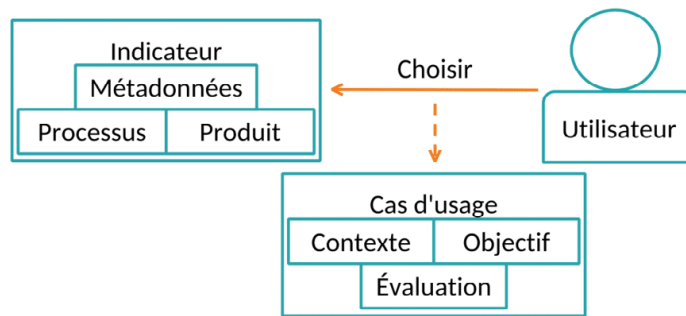 Indicateur
Métadonnées
Processus
Produit
Choisir
Utilisateur
Cas d'usage
Contexte
Objectif
Évaluation